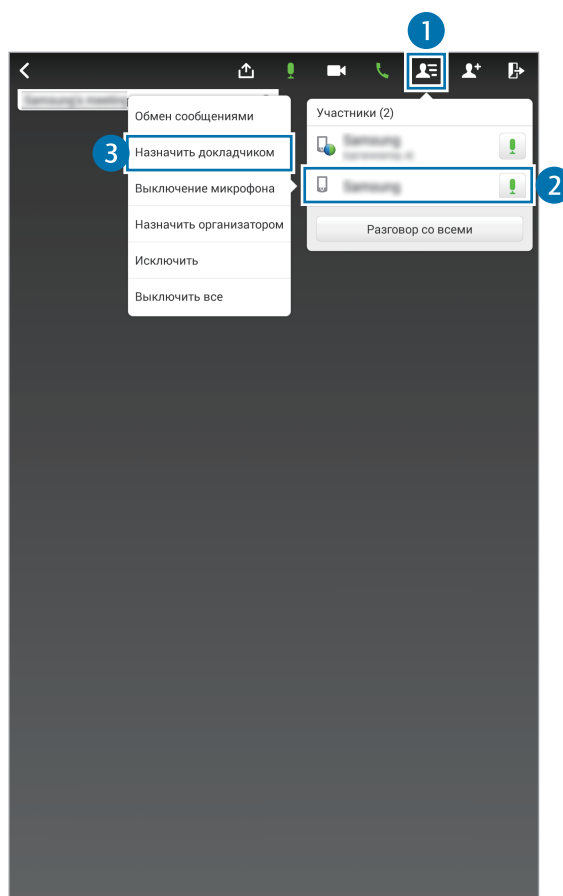 1
Обмен сообщениями
Назначить докладчиком
3
Выключение микрофона
Назначить организатором
Исключить
Выключить все
Участники (2)
Samsung
Samsung
2
Разговор со всеми